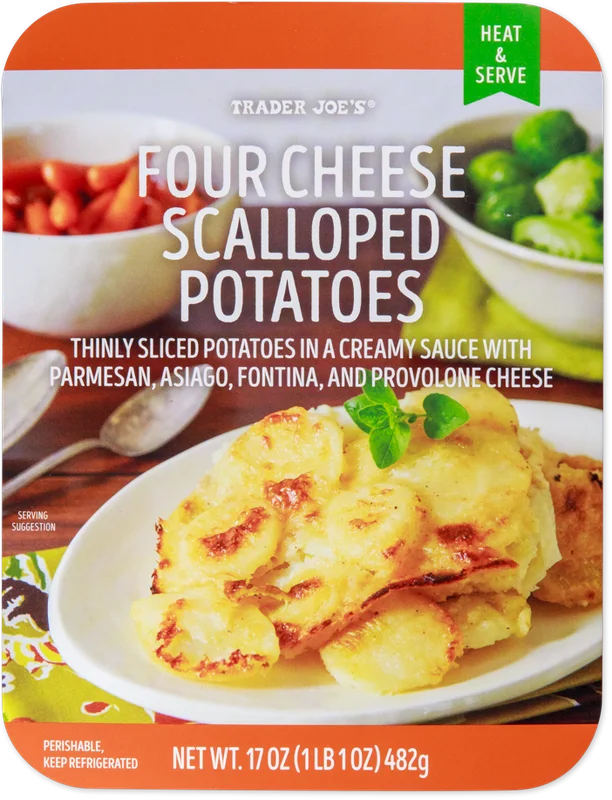 HEAT
&
SERVE
TRADER JOE'S®
FOUR CHEESE
SCALLOPED
POTATOES
THINLY SLICED POTATOES IN A CREAMY SAUCE WITH
PARMESAN, ASIAGO, FONTINA, AND PROVOLONE CHEESE
SERVING
SUGGESTION
PERISHABLE,
KEEP REFRIGERATED
NET WT. 17 OZ (1 LB 1 OZ) 482g